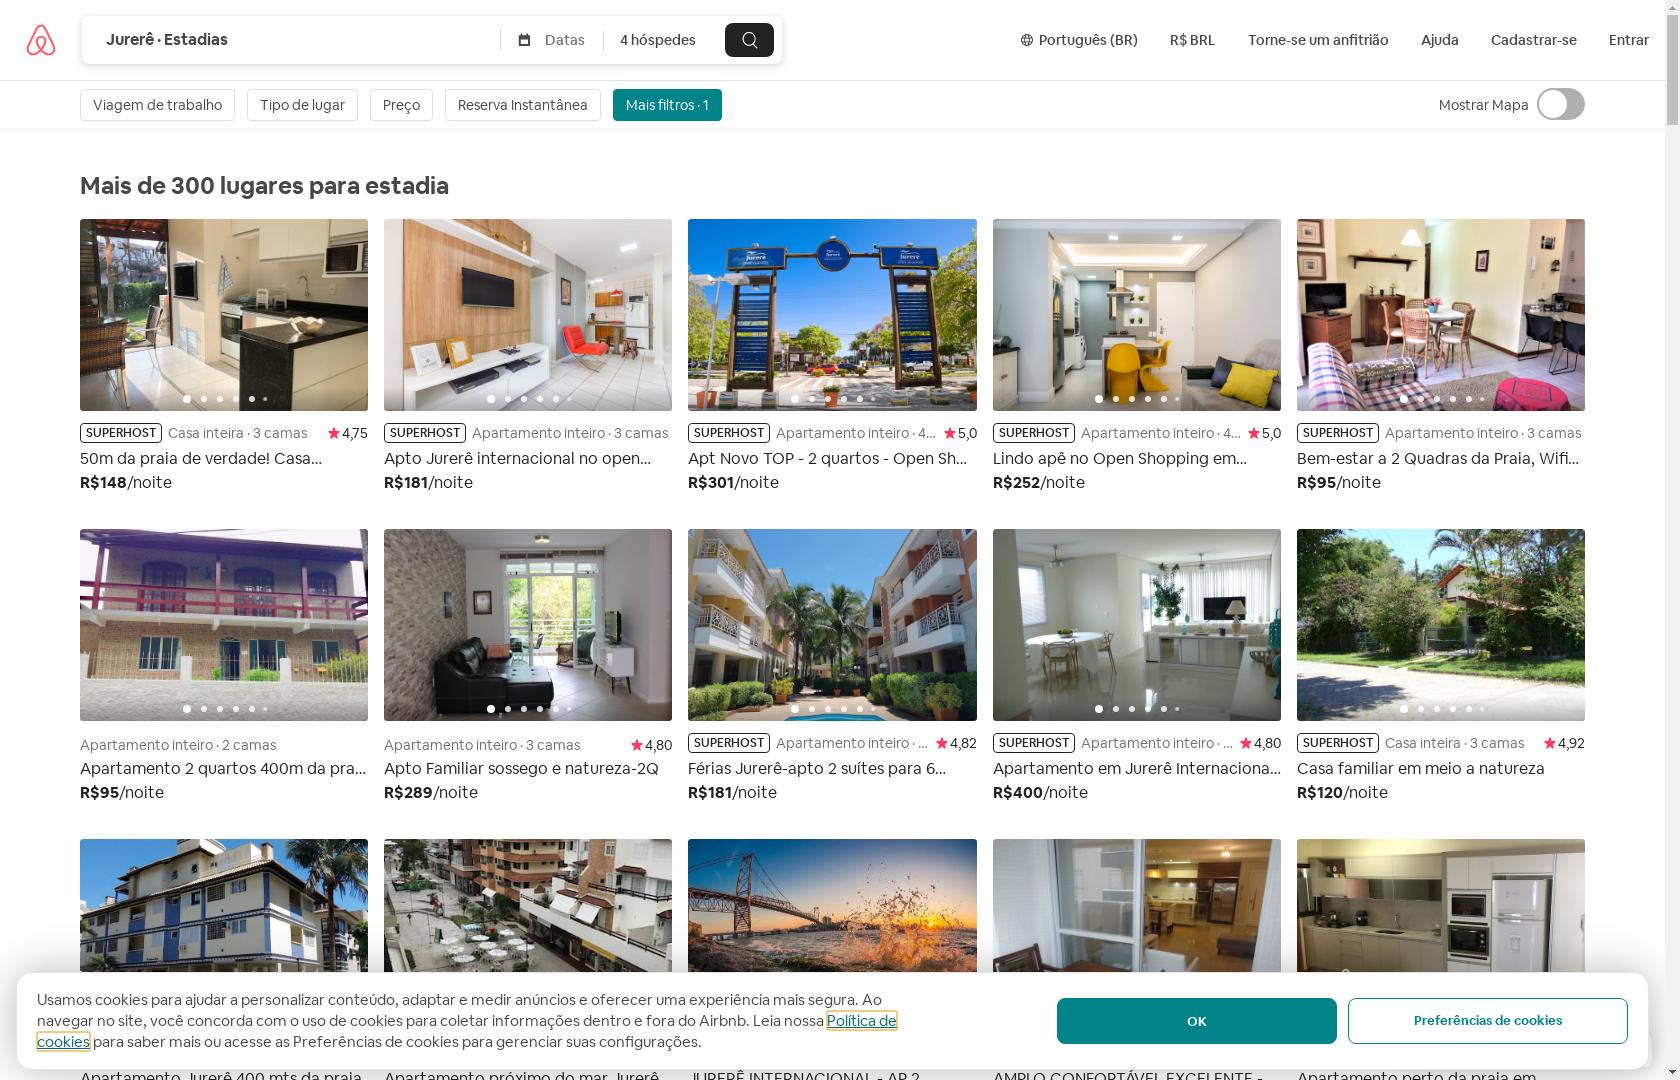 Jurerê · Estadias
Datas
4 hóspedes
Português (BR)
R$ BRL
Torne-se um anfitrião
Ajuda
Cadastrar-se
Entrar
Viagem de trabalho
Tipo de lugar
Preço
Reserva Instantânea
Mais filtros · 1
Mostrar Mapa
Mais de 300 lugares para estadia
SUPERHOST Casa inteira · 3 camas 4,75
50m da praia de verdade! Casa...
R$148/noite
SUPERHOST Apartamento inteiro · 3 camas
Apto Jurerê internacional no open...
R$181/noite
Jurerê
Jurerê
SUPERHOST Apartamento inteiro · 4... 5,0
Apt Novo TOP - 2 quartos - Open Sh...
R$301/noite
SUPERHOST Apartamento inteiro · 4... 5,0
Lindo apê no Open Shopping em...
R$252/noite
SUPERHOST Apartamento inteiro · 3 camas
Bem-estar a 2 Quadras da Praia, Wifi...
R$95/noite
Apartamento inteiro · 2 camas
Apartamento 2 quartos 400m da pra...
R$95/noite
Apartamento inteiro · 3 camas 4,80
Apto Familiar sossego e natureza-2Q
R$289/noite
SUPERHOST Apartamento inteiro · ... 4,82
Férias Jurerê-apto 2 suítes para 6...
R$181/noite
SUPERHOST Apartamento inteiro · ... 4,80
Apartamento em Jurerê Internaciona...
R$400/noite
SUPERHOST Casa inteira · 3 camas 4,92
Casa familiar em meio a natureza
R$120/noite
Usamos cookies para ajudar a personalizar conteúdo, adaptar e medir anúncios e oferecer uma experiência mais segura. Ao
navegar no site, você concorda com o uso de cookies para coletar informações dentro e fora do Airbnb. Leia nossa Política de
cookies para saber mais ou acesse as Preferências de cookies para gerenciar suas configurações.
OK
Preferências de cookies
Apartamento Jurerê 400 mts da praia
Apartamento próximo do mar Jurerê
JURERÊ INTERNACIONAL - AP 2
AMPLO CONFORTÁVEL EXCELENTE -
Apartamento perto da praia em